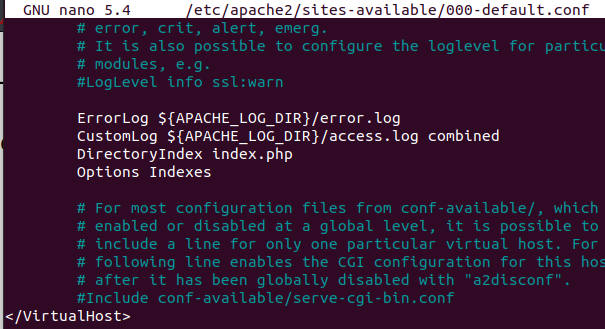 GNU nano 5.4 /etc/apache2/sites-available/000-default.conf
# error, crit, alert, emerg.
# It is also possible to configure the loglevel for particu
# modules, e.g.
#LogLevel info ssl:warn
ErrorLog ${APACHE_LOG_DIR}/error.log
CustomLog ${APACHE_LOG_DIR}/access.log combined
DirectoryIndex index.php
Options Indexes
# For most configuration files from conf-available/, which
# enabled or disabled at a global level, it is possible to
# include a line for only one particular virtual host. For
# following line enables the CGI configuration for this hos
# after it has been globally disabled with "a2disconf".
#Include conf-available/serve-cgi-bin.conf
</VirtualHost>